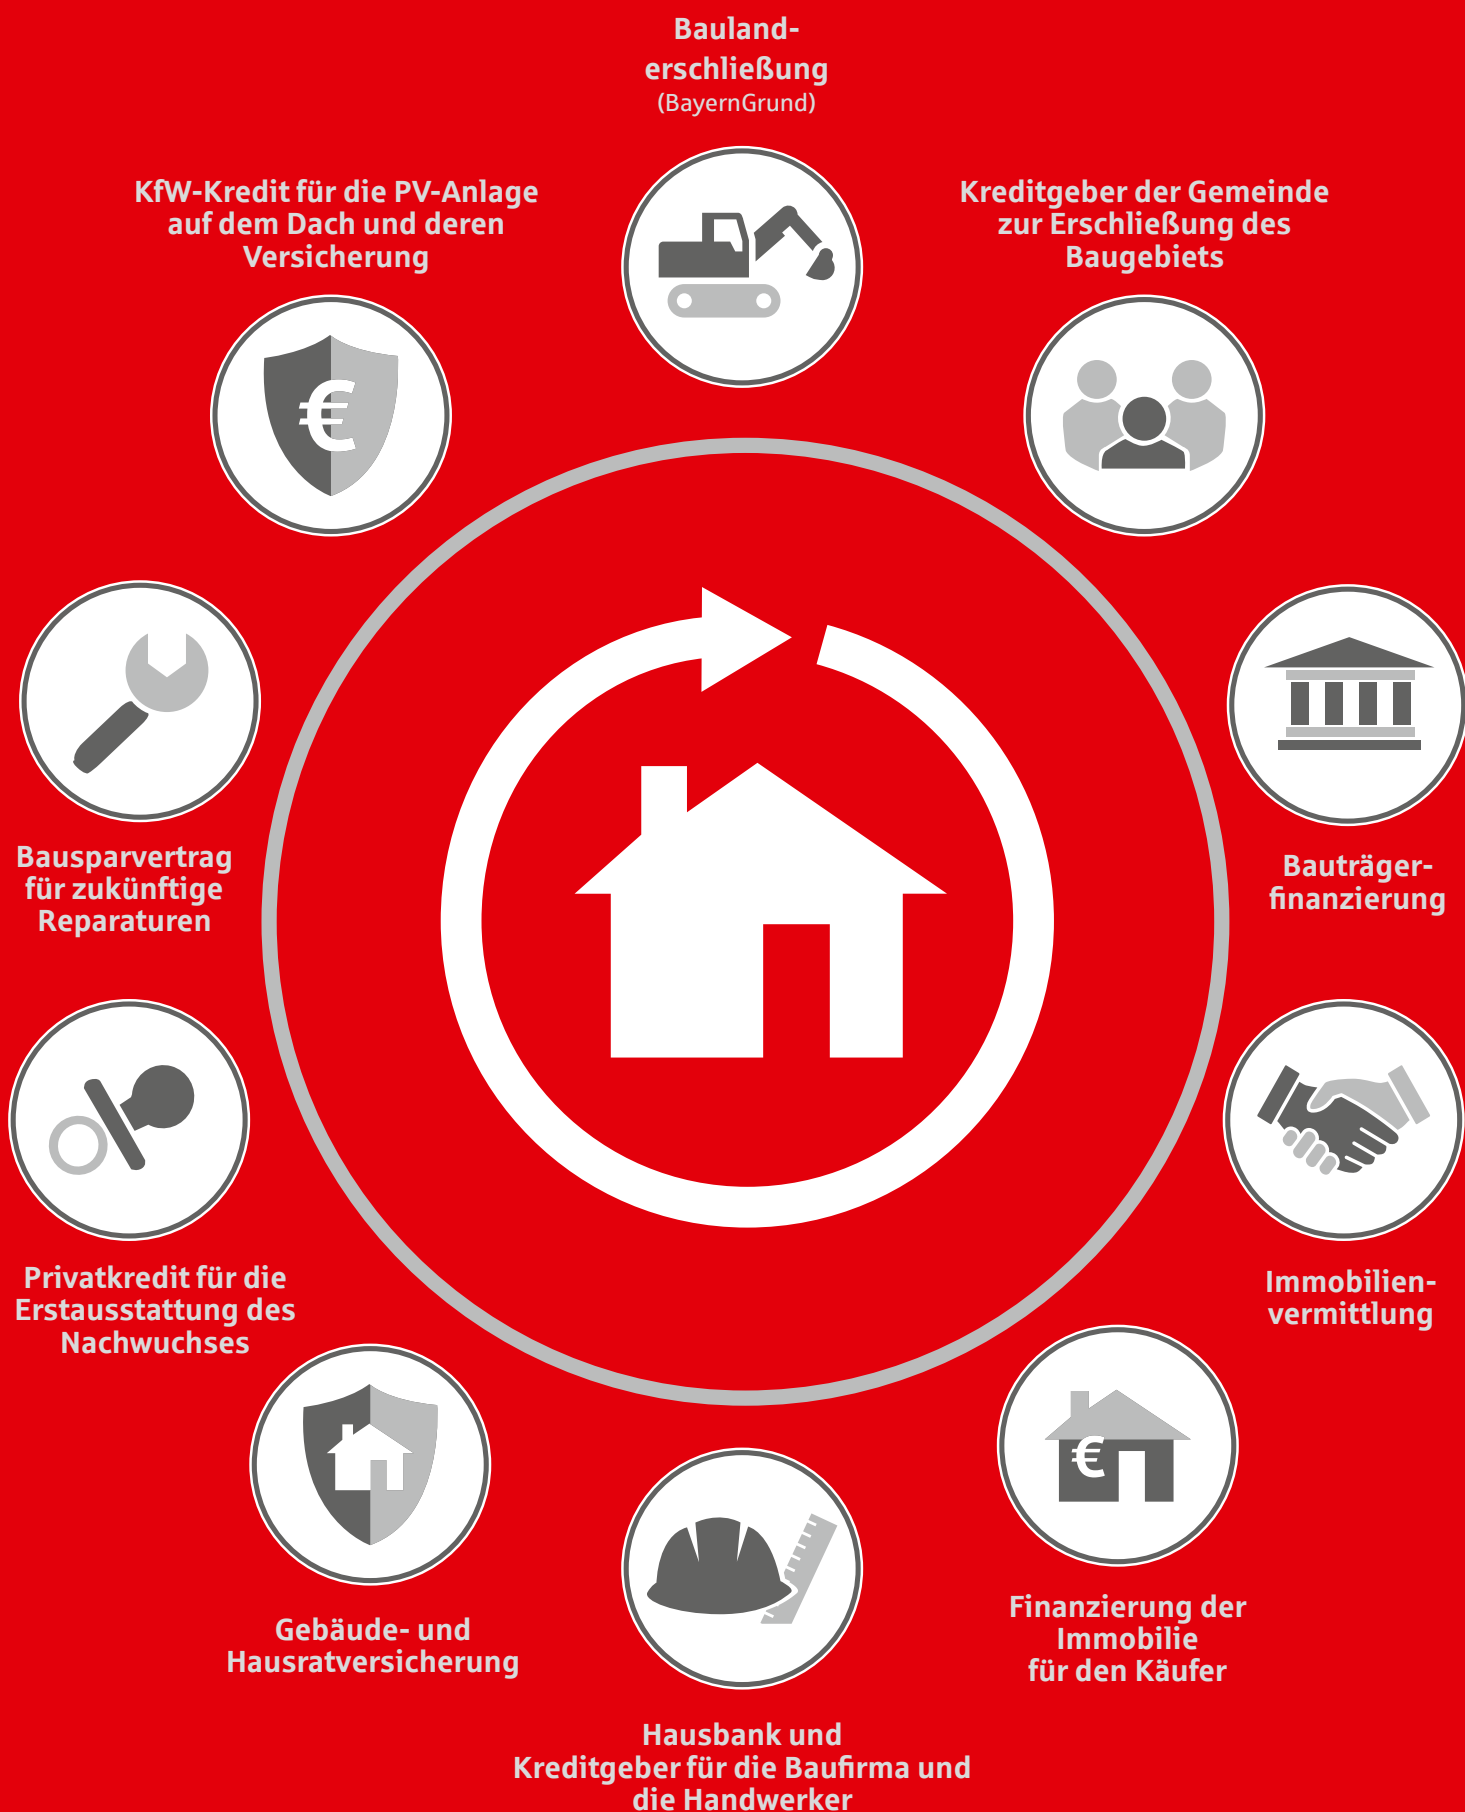 Bauland-
erschließung
(BayernGrund)
KfW-Kredit für die PV-Anlage
auf dem Dach und deren
Versicherung
Kreditgeber der Gemeinde
zur Erschließung des
Baugebiets
€
Bausparvertrag
für zukünftige
Reparaturen
Bauträger-
finanzierung
Privatkredit für die
Erstausstattung des
Nachwuchses
Immobilien-
vermittlung
€
Gebäude- und
Hausratversicherung
Finanzierung der
Immobilie
für den Käufer
Hausbank und
Kreditgeber für die Baufirma und
die Handwerker